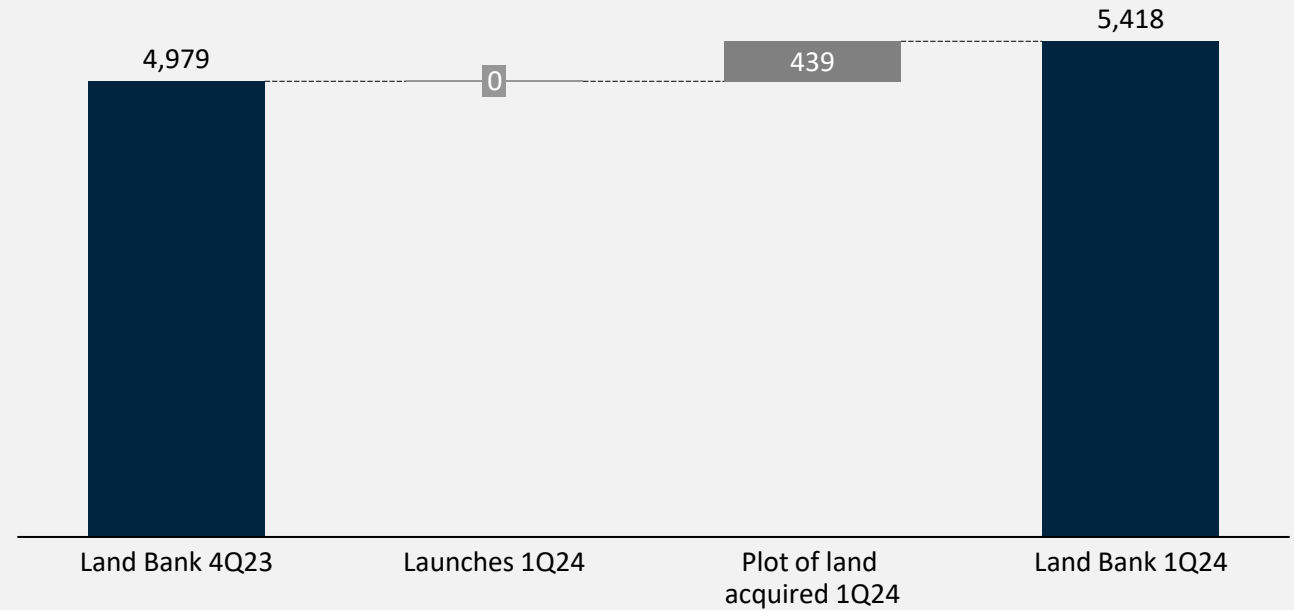 5,418
4,979
439
0
Land Bank 4Q23
Launches 1Q24
Plot of land
acquired 1Q24
Land Bank 1Q24